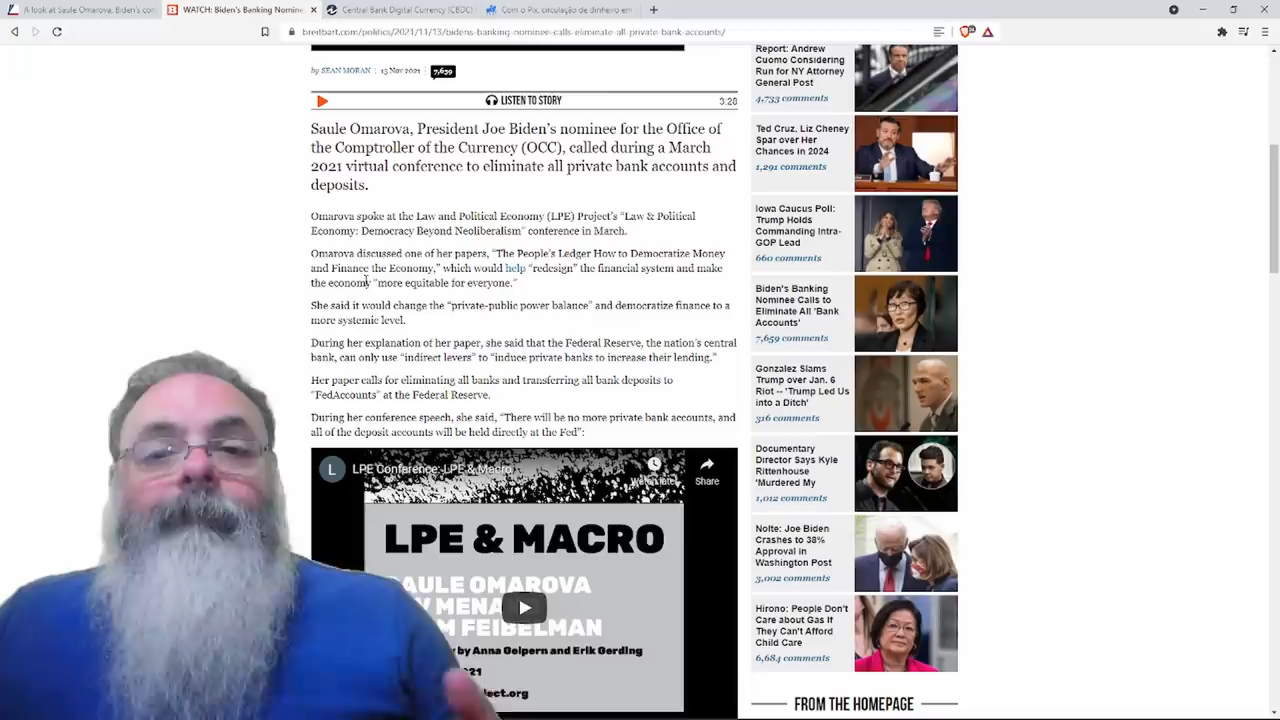 A look at Saule Omarova, Biden's con
WATCH: Biden's Banking Nomine
Central Bank Digital Currency (CBDC)
Com o Pix, circulação de dinheiro em
breitbart.com/politics/2021/11/13/bidens-banking-nominee-calls-eliminate-all-private-bank-accounts/
by SEAN MORAN | 13 Nov 2021 | 7,659
LISTEN TO STORY 3:28
Saule Omarova, President Joe Biden's nominee for the Office of
the Comptroller of the Currency (OCC), called during a March
2021 virtual conference to eliminate all private bank accounts and
deposits.
Omarova spoke at the Law and Political Economy (LPE) Project's "Law & Political
Economy: Democracy Beyond Neoliberalism" conference in March.
Omarova discussed one of her papers, "The People's Ledger How to Democratize Money
and Finance the Economy," which would help "redesign" the financial system and make
the economy "more equitable for everyone."
She said it would change the "private-public power balance" and democratize finance to a
more systemic level.
During her explanation of her paper, she said that the Federal Reserve, the nation's central
bank, can only use "indirect levers" to "induce private banks to increase their lending."
Her paper calls for eliminating all banks and transferring all bank deposits to
"FedAccounts" at the Federal Reserve.
During her conference speech, she said, "There will be no more private bank accounts, and
all of the deposit accounts will be held directly at the Fed":
L LPE Conference: LPE & Macro
Watch later Share
LPE & MACRO
AULE OMAROVA
MENA
M FEIBELMAN
by Anna Gelpern and Erik Gerding
Report: Andrew
Cuomo Considering
Run for NY Attorney
General Post
4,733 comments
Ted Cruz, Liz Cheney
Spar over Her
Chances in 2024
1,291 comments
Iowa Caucus Poll:
Trump Holds
Commanding Intra-
GOP Lead
660 comments
Biden's Banking
Nominee Calls to
Eliminate All 'Bank
Accounts'
7,659 comments
Gonzalez Slams
Trump over Jan. 6
Riot -- 'Trump Led Us
into a Ditch'
316 comments
Documentary
Director Says Kyle
Rittenhouse
'Murdered My
1,012 comments
Nolte: Joe Biden
Crashes to 38%
Approval in
Washington Post
3,002 comments
Hirono: People Don't
Care about Gas If
They Can't Afford
Child Care
6,684 comments
FROM THE HOMEPAGE